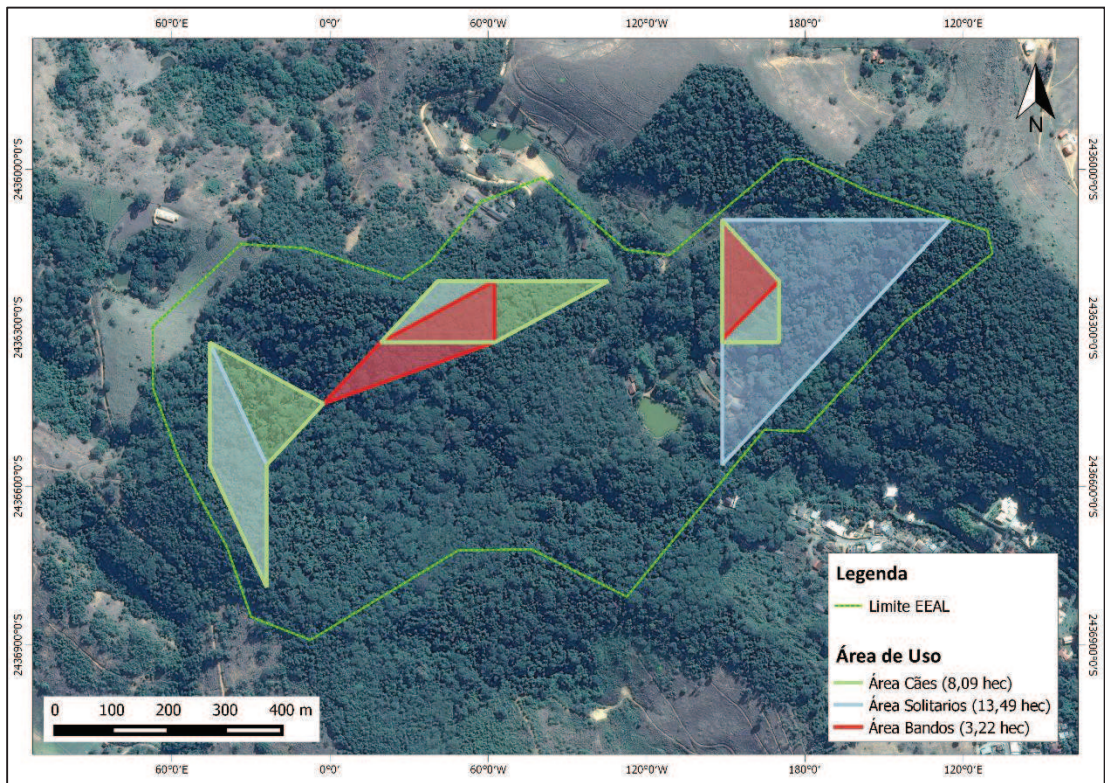 60°0'E 0°0' 60°0'W 120°0'W 180°0'W 120°0'E
2436000°0'S 2436000°0'S
N
2436300°0'S 2436300°0'S
2436600°0'S 2436600°0'S
2436900°0'S 2436900°0'S
Legenda
Limite EEAL
Área de Uso
Área Cães (8,09 hec)
Área Solitarios (13,49 hec)
Área Bandos (3,22 hec)
0 100 200 300 400 m
60°0'E 0°0' 60°0'W 120°0'W 180°0'W 120°0'E